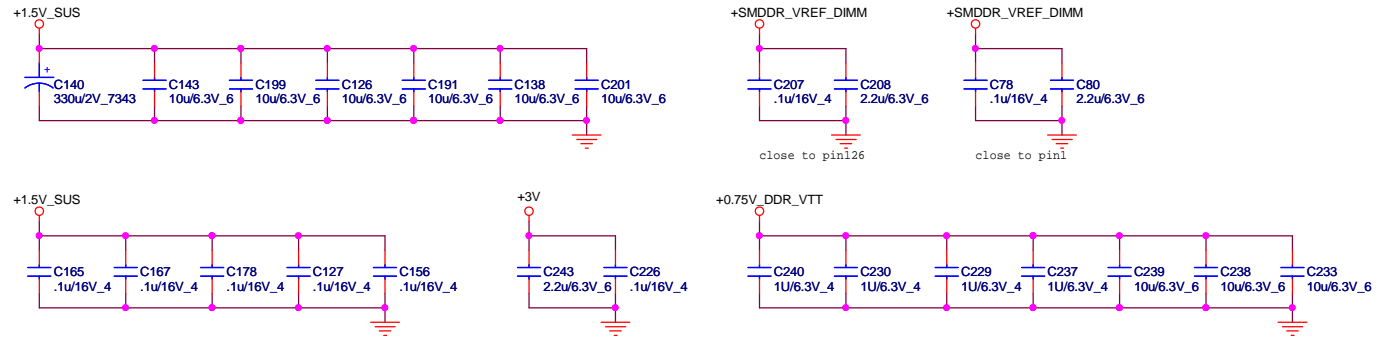 +1.5V_SUS
+
C140
330u/2V_7343
C143
10u/6.3V_6
C199
10u/6.3V_6
C126
10u/6.3V_6
C191
10u/6.3V_6
C138
10u/6.3V_6
C201
10u/6.3V_6
+SMDDR_VREF_DIMM
C207
.1u/16V_4
C208
2.2u/6.3V_6
close to pin126
+SMDDR_VREF_DIMM
C78
.1u/16V_4
C80
2.2u/6.3V_6
close to pin1
+1.5V_SUS
C165
.1u/16V_4
C167
.1u/16V_4
C178
.1u/16V_4
C127
.1u/16V_4
C156
.1u/16V_4
+3V
C243
2.2u/6.3V_6
C226
.1u/16V_4
+0.75V_DDR_VTT
C240
1U/6.3V_4
C230
1U/6.3V_4
C229
1U/6.3V_4
C237
1U/6.3V_4
C239
10u/6.3V_6
C238
10u/6.3V_6
C233
10u/6.3V_6